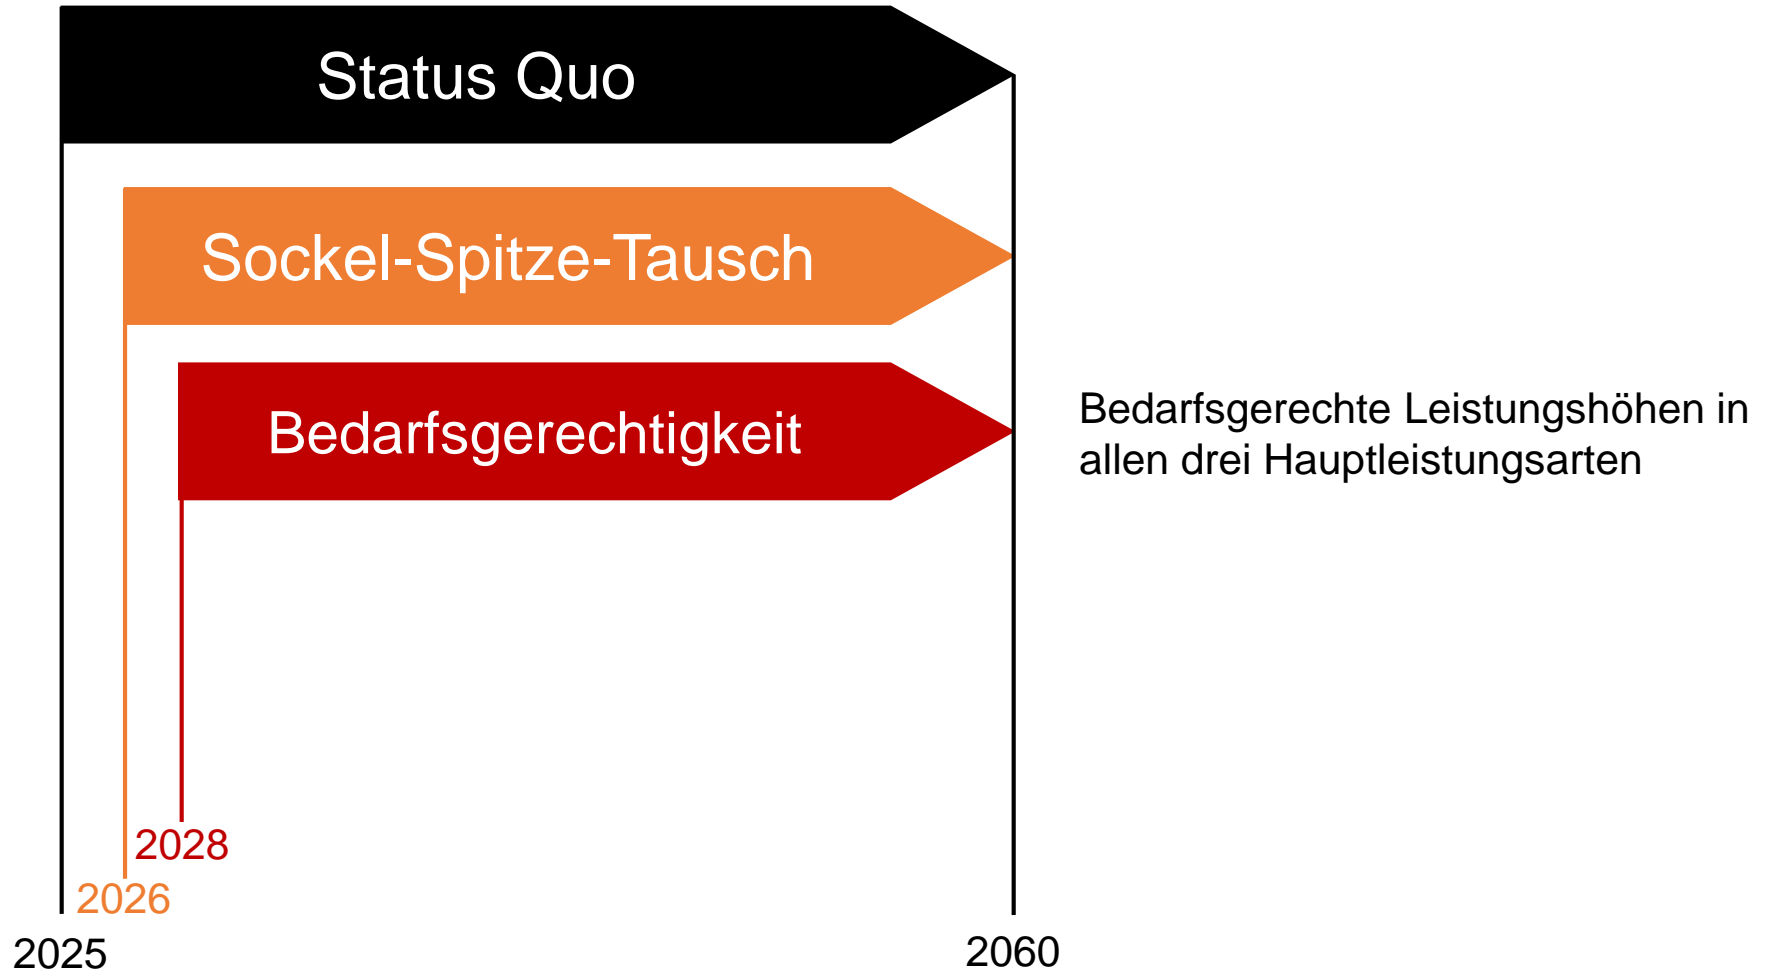 Status Quo
Sockel-Spitze-Tausch
Bedarfsgerechtigkeit
Bedarfsgerechte Leistungshöhen in
allen drei Hauptleistungsarten
2028
2026
2025
2060